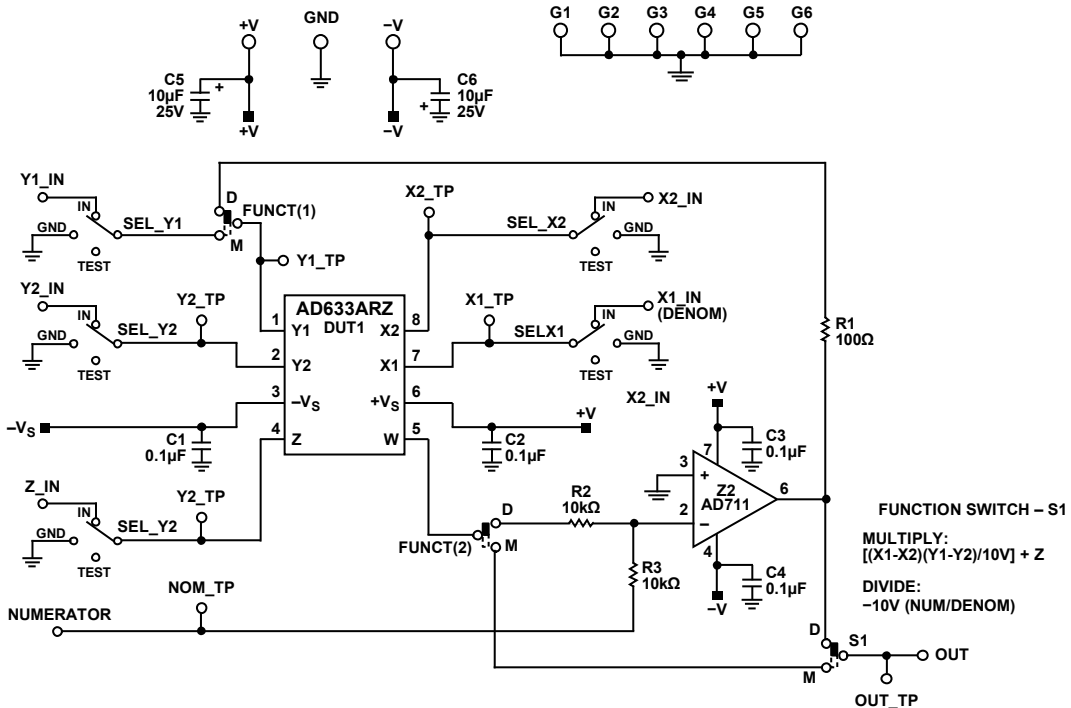 +V
GND
−V
G1 G2 G3 G4 G5 G6
C5
10µF
25V
+
+V
C6
10µF
25V
+
−V
Y1_IN
IN
GND
TEST
SEL_Y1
D
FUNCT(1)
M
Y1_TP
X2_TP
SEL_X2
X2_IN
IN
GND
TEST
Y2_IN
IN
GND
TEST
SEL_Y2
Y2_TP
AD633ARZ
DUT1
1 Y1
2 Y2
3 −VS
4 Z
X2 8
X1 7
+VS 6
W 5
X1_TP
SELX1
X1_IN
(DENOM)
IN
GND
TEST
R1
100Ω
−VS
C1
0.1µF
C2
0.1µF
+V
X2_IN
+V
7
C3
0.1µF
3
+
Z2
AD711
2
−
6
4
C4
0.1µF
−V
Z_IN
IN
GND
TEST
SEL_Y2
Y2_TP
D
FUNCT(2)
M
R2
10kΩ
R3
10kΩ
NOM_TP
NUMERATOR
FUNCTION SWITCH – S1
MULTIPLY:
[(X1-X2)(Y1-Y2)/10V] + Z
DIVIDE:
−10V (NUM/DENOM)
D
S1
M
OUT
OUT_TP